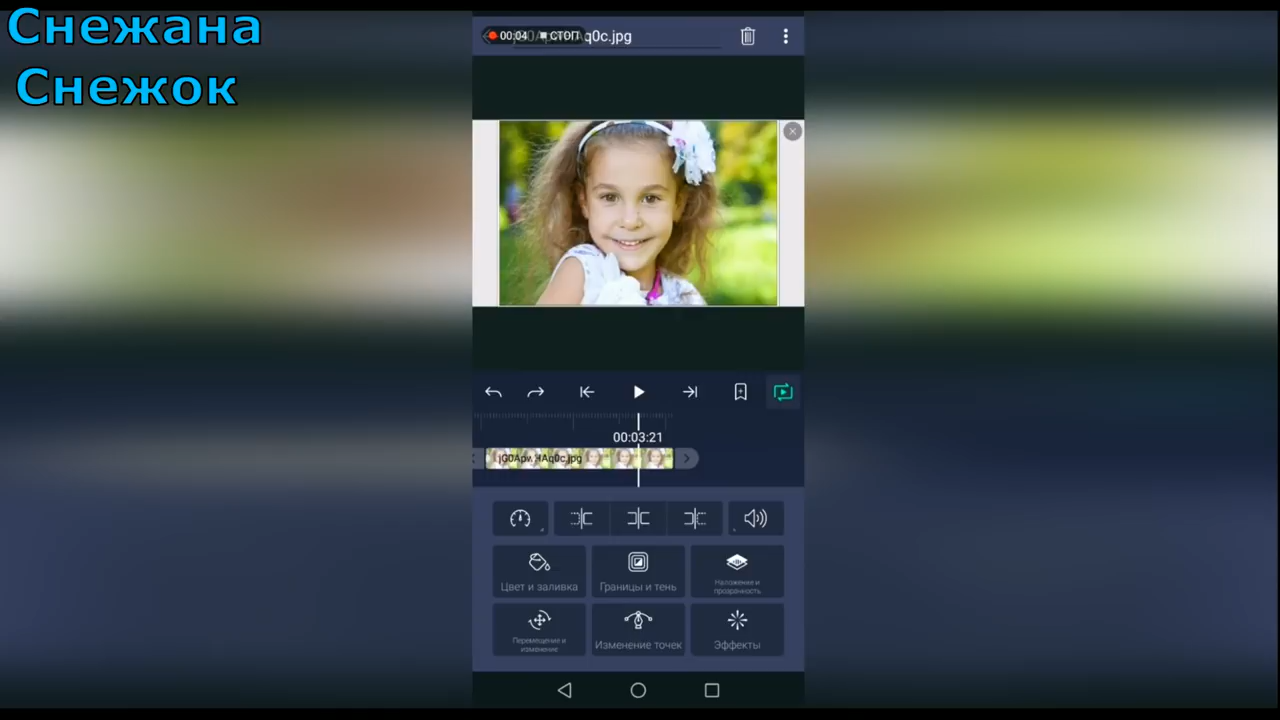 Снежана
Снежок
00:04 СТОП q0c.jpg
00:03:21
Цвет и заливка
Границы и тень
Наложение и
прозрачность
Перемещение и
изменение
Изменение точек
Эффекты